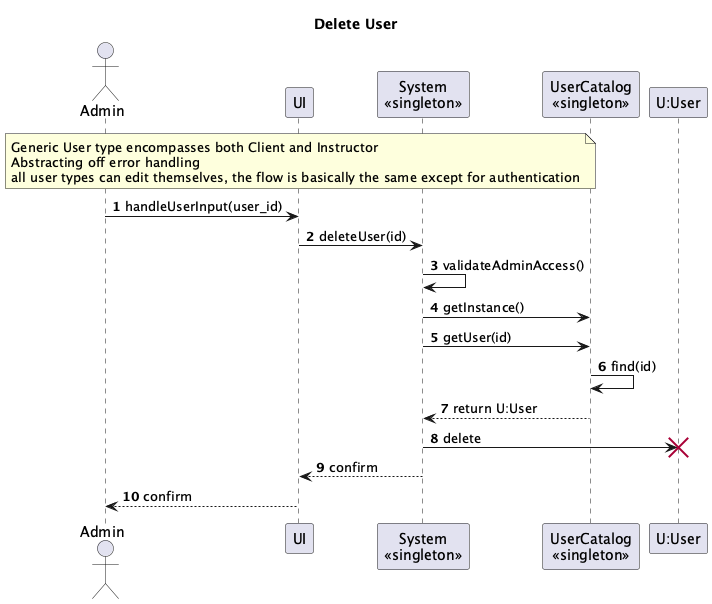 Delete User
Admin
UI
System
«singleton»
UserCatalog
«singleton»
U:User
Generic User type encompasses both Client and Instructor
Abstracting off error handling
all user types can edit themselves, the flow is basically the same except for authentication
1 handleUserInput(user_id)
2 deleteUser(id)
3 validateAdminAccess()
4 getInstance()
5 getUser(id)
6 find(id)
7 return U:User
8 delete
9 confirm
10 confirm
Admin
UI
System
«singleton»
UserCatalog
«singleton»
U:User